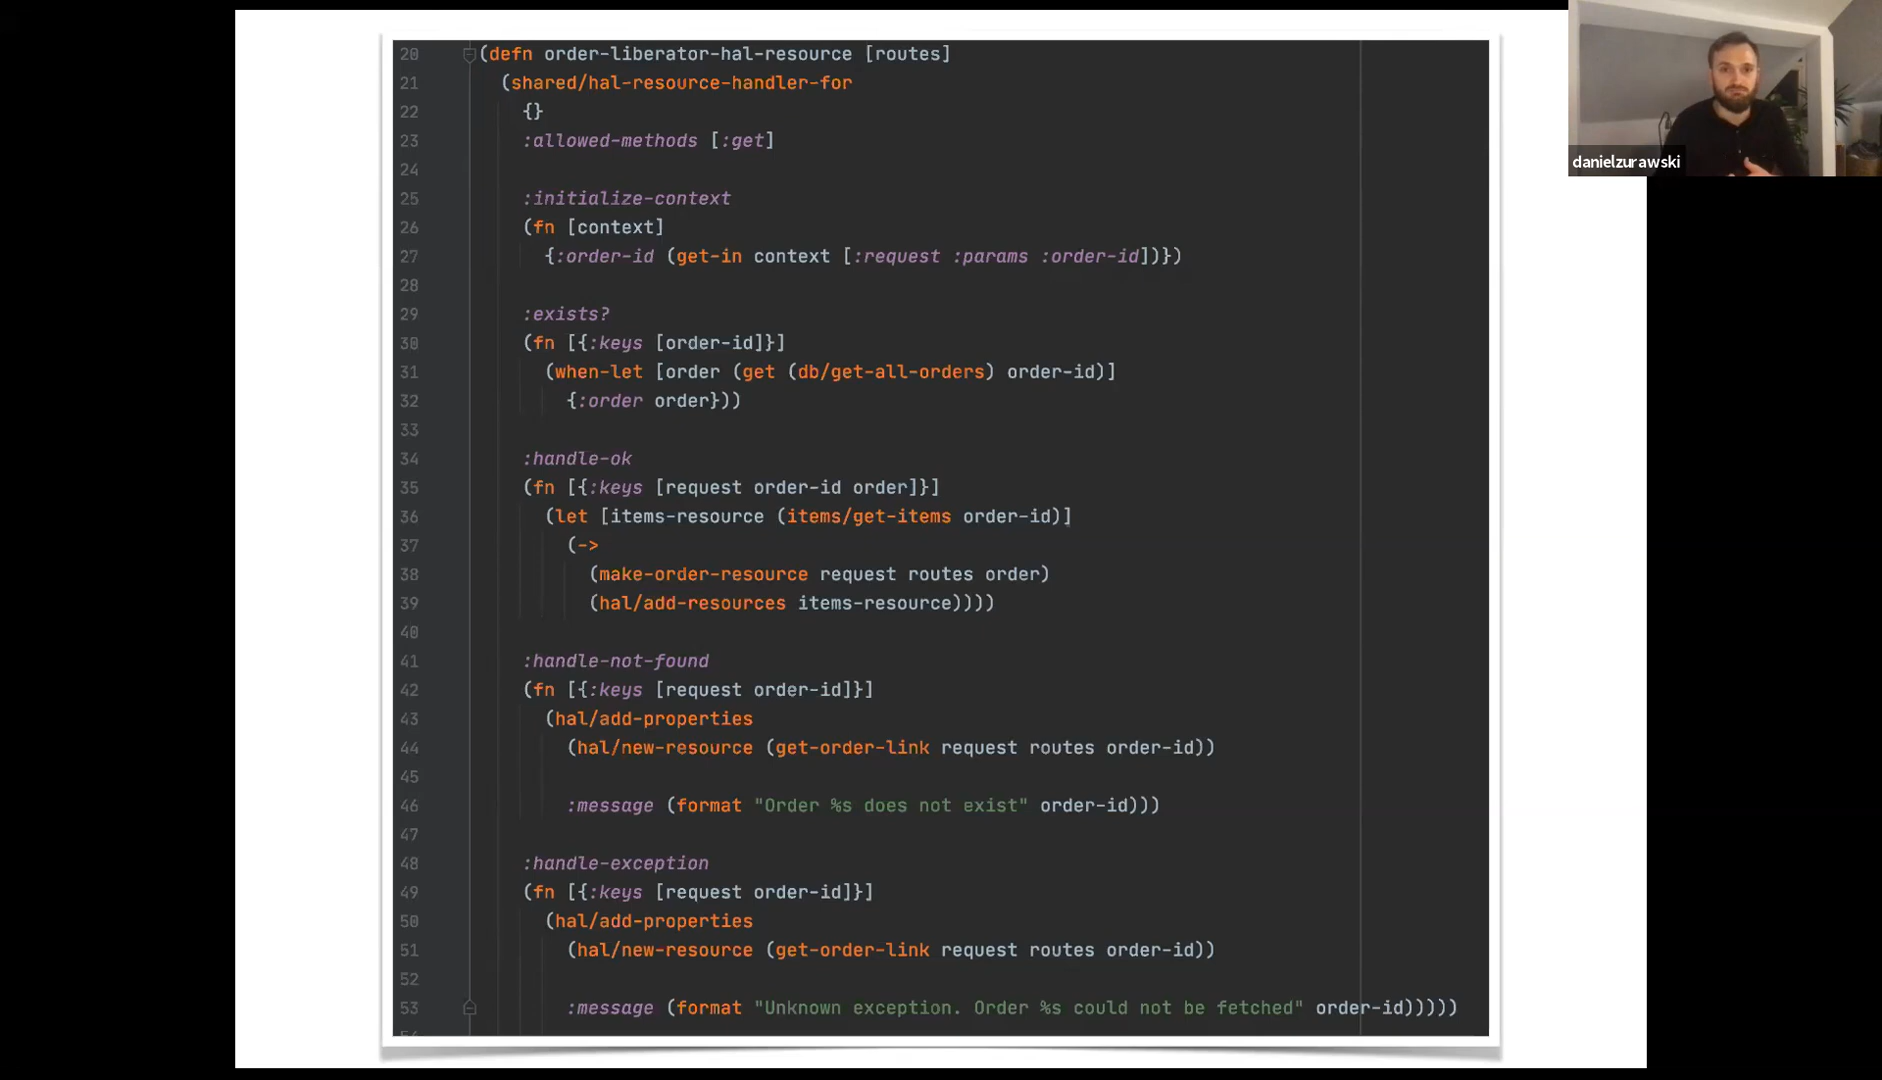 20 (defn order-liberator-hal-resource [routes]
21 (shared/hal-resource-handler-for
22 {}
23 :allowed-methods [:get]
24
25 :initialize-context
26 (fn [context]
27 {:order-id (get-in context [:request :params :order-id])})
28
29 :exists?
30 (fn [{:keys [order-id]}]
31 (when-let [order (get (db/get-all-orders) order-id)]
32 {:order order}))
33
34 :handle-ok
35 (fn [{:keys [request order-id order]}]
36 (let [items-resource (items/get-items order-id)]
37 (->
38 (make-order-resource request routes order)
39 (hal/add-resources items-resource))))
40
41 :handle-not-found
42 (fn [{:keys [request order-id]}]
43 (hal/add-properties
44 (hal/new-resource (get-order-link request routes order-id))
45
46 :message (format "Order %s does not exist" order-id)))
47
48 :handle-exception
49 (fn [{:keys [request order-id]}]
50 (hal/add-properties
51 (hal/new-resource (get-order-link request routes order-id))
52
53 :message (format "Unknown exception. Order %s could not be fetched" order-id)))))
danielzurawski